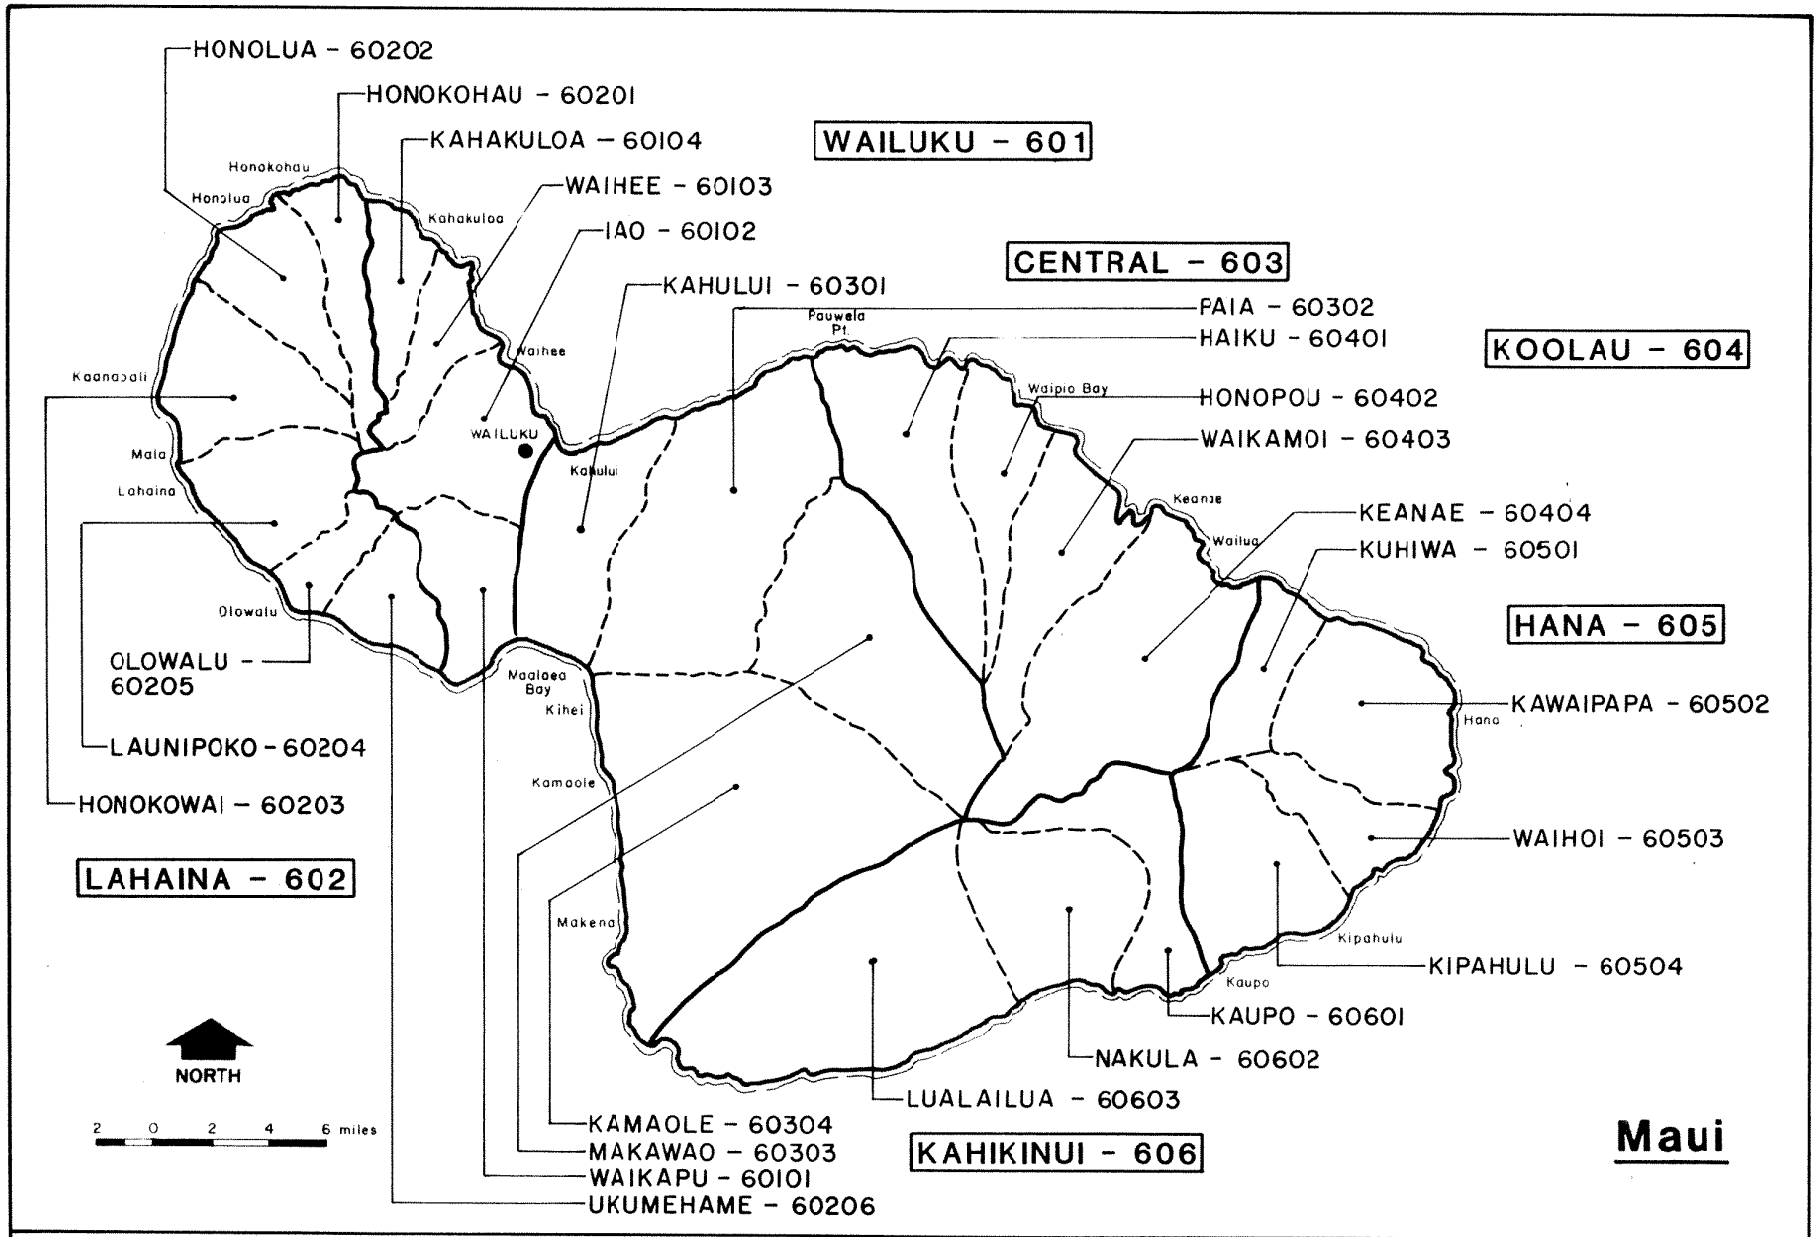 HONOLUA - 60202
HONOKOHAU - 60201
KAHAKULOA - 60104
WAILUKU - 601
Honokohau
WAIHEE - 60103
Honolua
Kahakuloa
IAO - 60102
CENTRAL - 603
KAHULUI - 60301
PAIA - 60302
Pauwela
Pt.
HAIKU - 60401
KOOLAU - 604
Waihee
Kaanapali
Waipio Bay
HONOPOU - 60402
WAILUKU
WAIKAMOI - 60403
Mala
Kahului
Lahaina
Keanae
KEANAE - 60404
Wailua
KUHIWA - 60501
Olowalu
HANA - 605
OLOWALU -
60205
Maalaea
Bay
Kihei
KAWAIPAPA - 60502
Hana
LAUNIPOKO - 60204
Kamaole
HONOKOWAI - 60203
WAIHOI - 60503
LAHAINA - 602
Makena
Kipahulu
KIPAHULU - 60504
Kaupo
KAUPO - 60601
NAKULA - 60602
NORTH
LUALAILUA - 60603
KAMAOLE - 60304
2 0 2 4 6 miles
MAKAWAO - 60303
KAHIKINUI - 606
Maui
WAIKAPU - 60101
UKUMEHAME - 60206